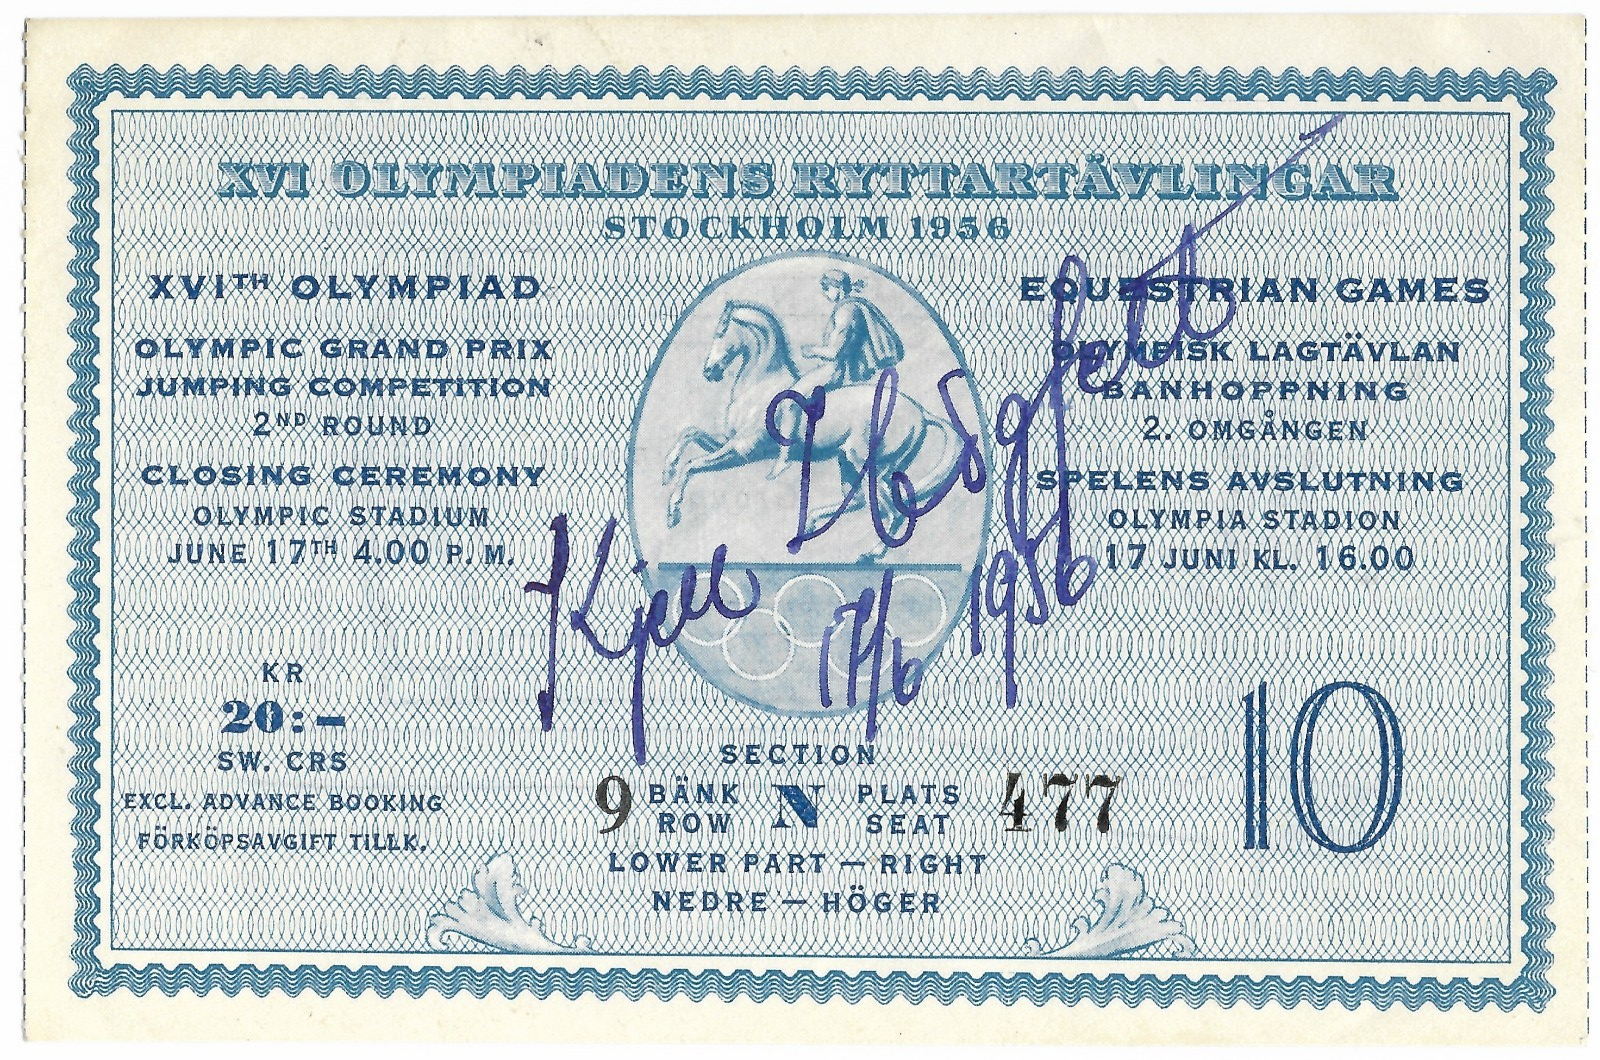 XVI OLYMPIADENS RYTTARTÄVLINGAR
STOCKHOLM 1956
XVITH OLYMPIAD
OLYMPIC GRAND PRIX
JUMPING COMPETITION
2ND ROUND
CLOSING CEREMONY
OLYMPIC STADIUM
JUNE 17TH 4.00 P. M.
EQUESTRIAN GAMES
OLYMPISK LAGTÄVLAN
BANHOPPNING
2. OMGÅNGEN
SPELENS AVSLUTNING
OLYMPIA STADION
17 JUNI KL. 16.00
Kjell
17/6 1956
KR
20:–
SW. CRS
EXCL. ADVANCE BOOKING
FÖRKÖPSAVGIFT TILLK.
SECTION
9 BÄNK ROW N PLATS SEAT 477
LOWER PART — RIGHT
NEDRE — HÖGER
10